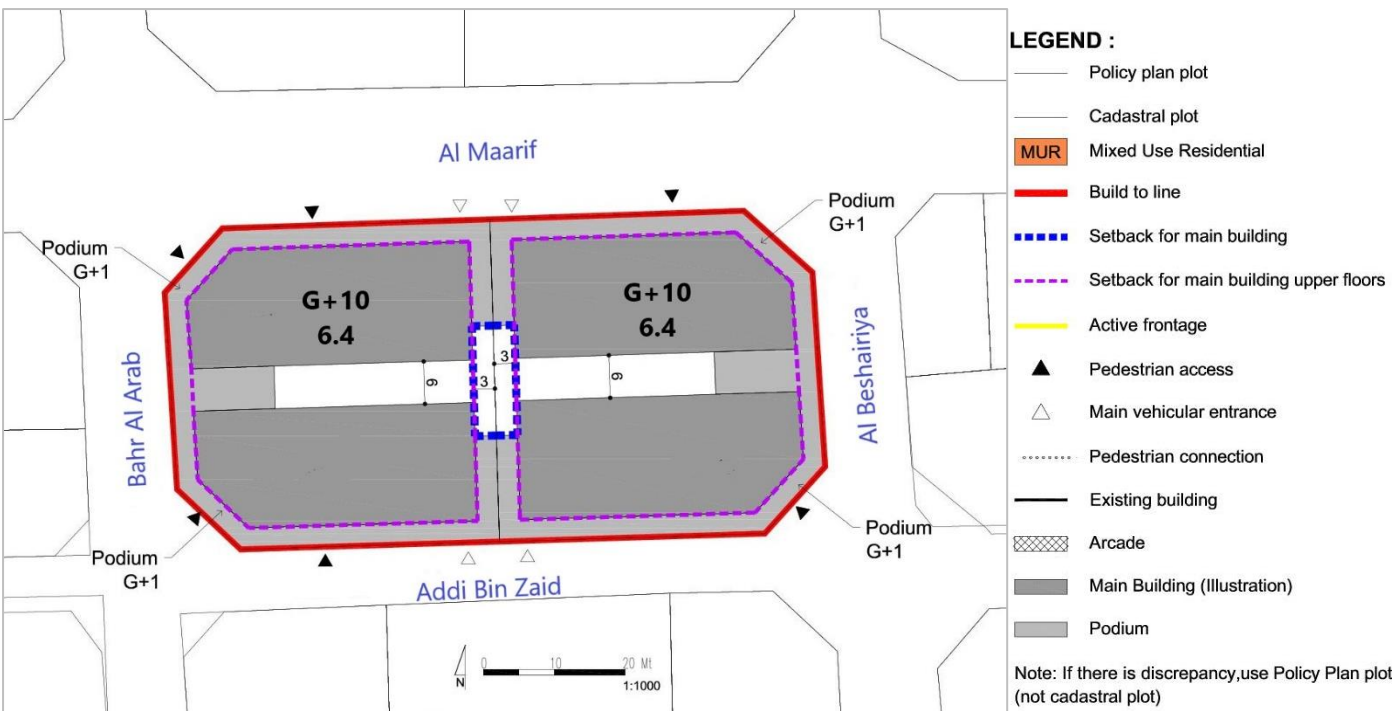 Al Maarif
Podium
G+1
Podium
G+1
G+10
6.4
G+10
6.4
3
3
6
6
Bahr Al Arab
Al Beshairiya
Podium
G+1
Podium
G+1
Addi Bin Zaid
N
0 10 20 Mt
1:1000
LEGEND :
Policy plan plot
Cadastral plot
MUR Mixed Use Residential
Build to line
Setback for main building
Setback for main building upper floors
Active frontage
Pedestrian access
Main vehicular entrance
Pedestrian connection
Existing building
Arcade
Main Building (Illustration)
Podium
Note: If there is discrepancy,use Policy Plan plot
(not cadastral plot)